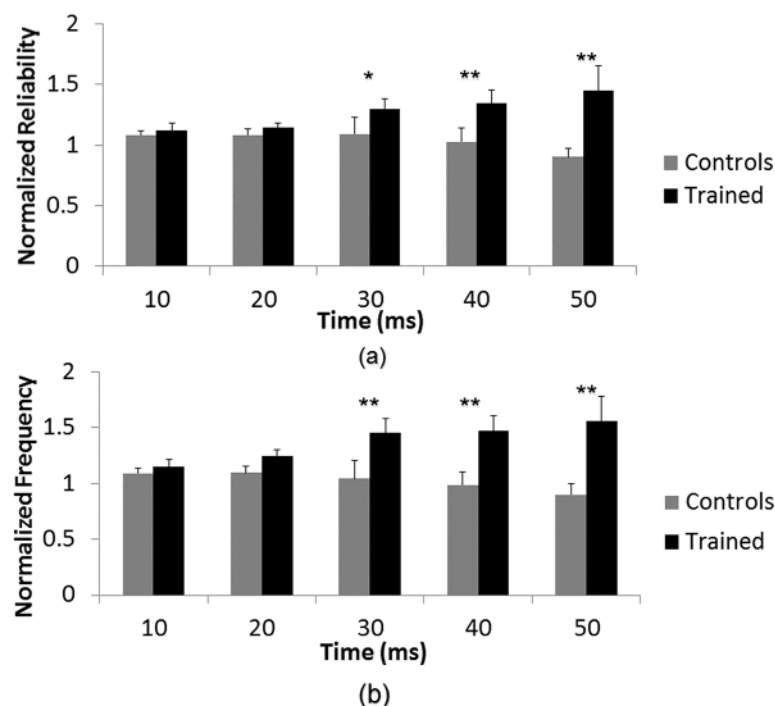 Normalized Reliability
2
1.5
1
0.5
0
* ** **
10 20 30 40 50
Time (ms)
Controls
Trained
(a)
Normalized Frequency
2
1.5
1
0.5
0
** ** **
10 20 30 40 50
Time (ms)
Controls
Trained
(b)